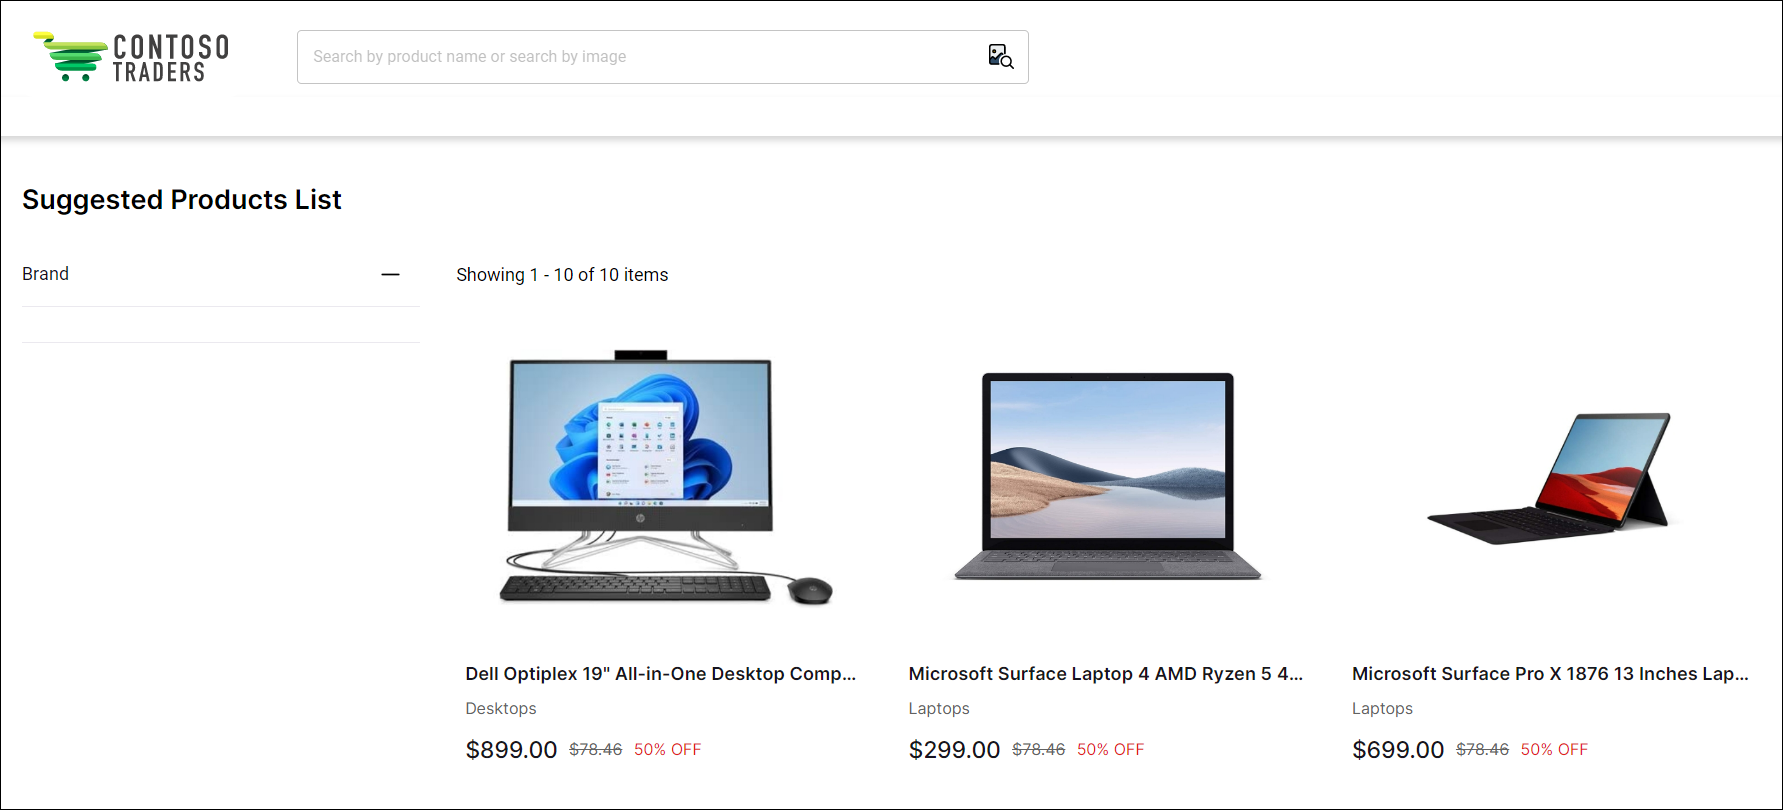 CONTOSO
TRADERS
Search by product name or search by image
Suggested Products List
Brand
Showing 1 - 10 of 10 items
Dell Optiplex 19" All-in-One Desktop Comp...
Desktops
$899.00 $78.46 50% OFF
Microsoft Surface Laptop 4 AMD Ryzen 5 4...
Laptops
$299.00 $78.46 50% OFF
Microsoft Surface Pro X 1876 13 Inches Lap...
Laptops
$699.00 $78.46 50% OFF